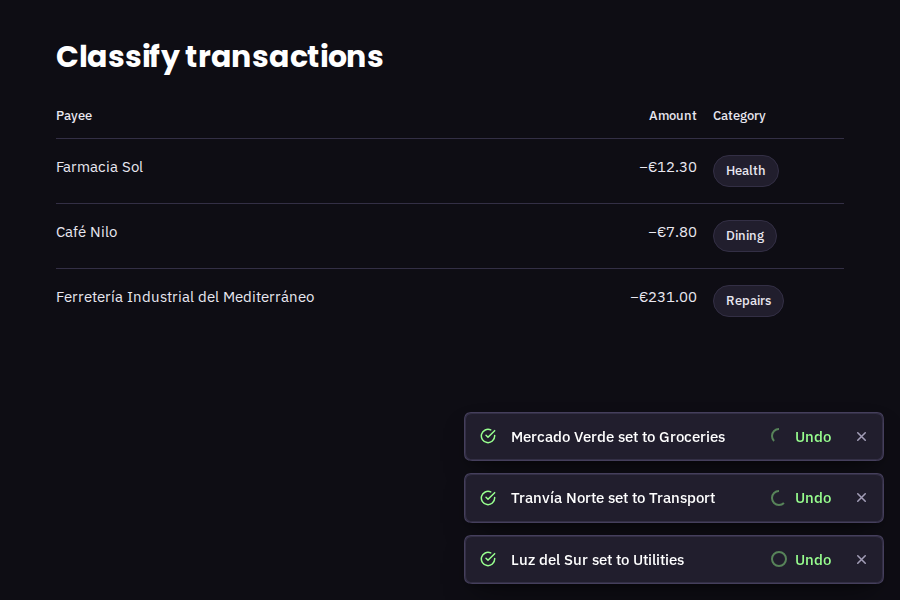 Classify transactions
Payee Amount Category
Farmacia Sol −€12.30 Health
Café Nilo −€7.80 Dining
Ferretería Industrial del Mediterráneo −€231.00 Repairs
Mercado Verde set to Groceries Undo
Tranvía Norte set to Transport Undo
Luz del Sur set to Utilities Undo